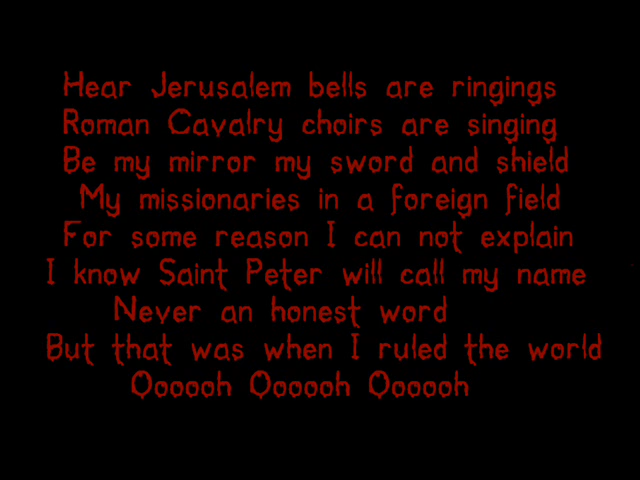 Hear Jerusalem bells are ringings
Roman Cavalry choirs are singing
Be my mirror my sword and shield
My missionaries in a foreign field
For some reason I can not explain
I know Saint Peter will call my name
Never an honest word
But that was when I ruled the world
Oooooh Oooooh Oooooh